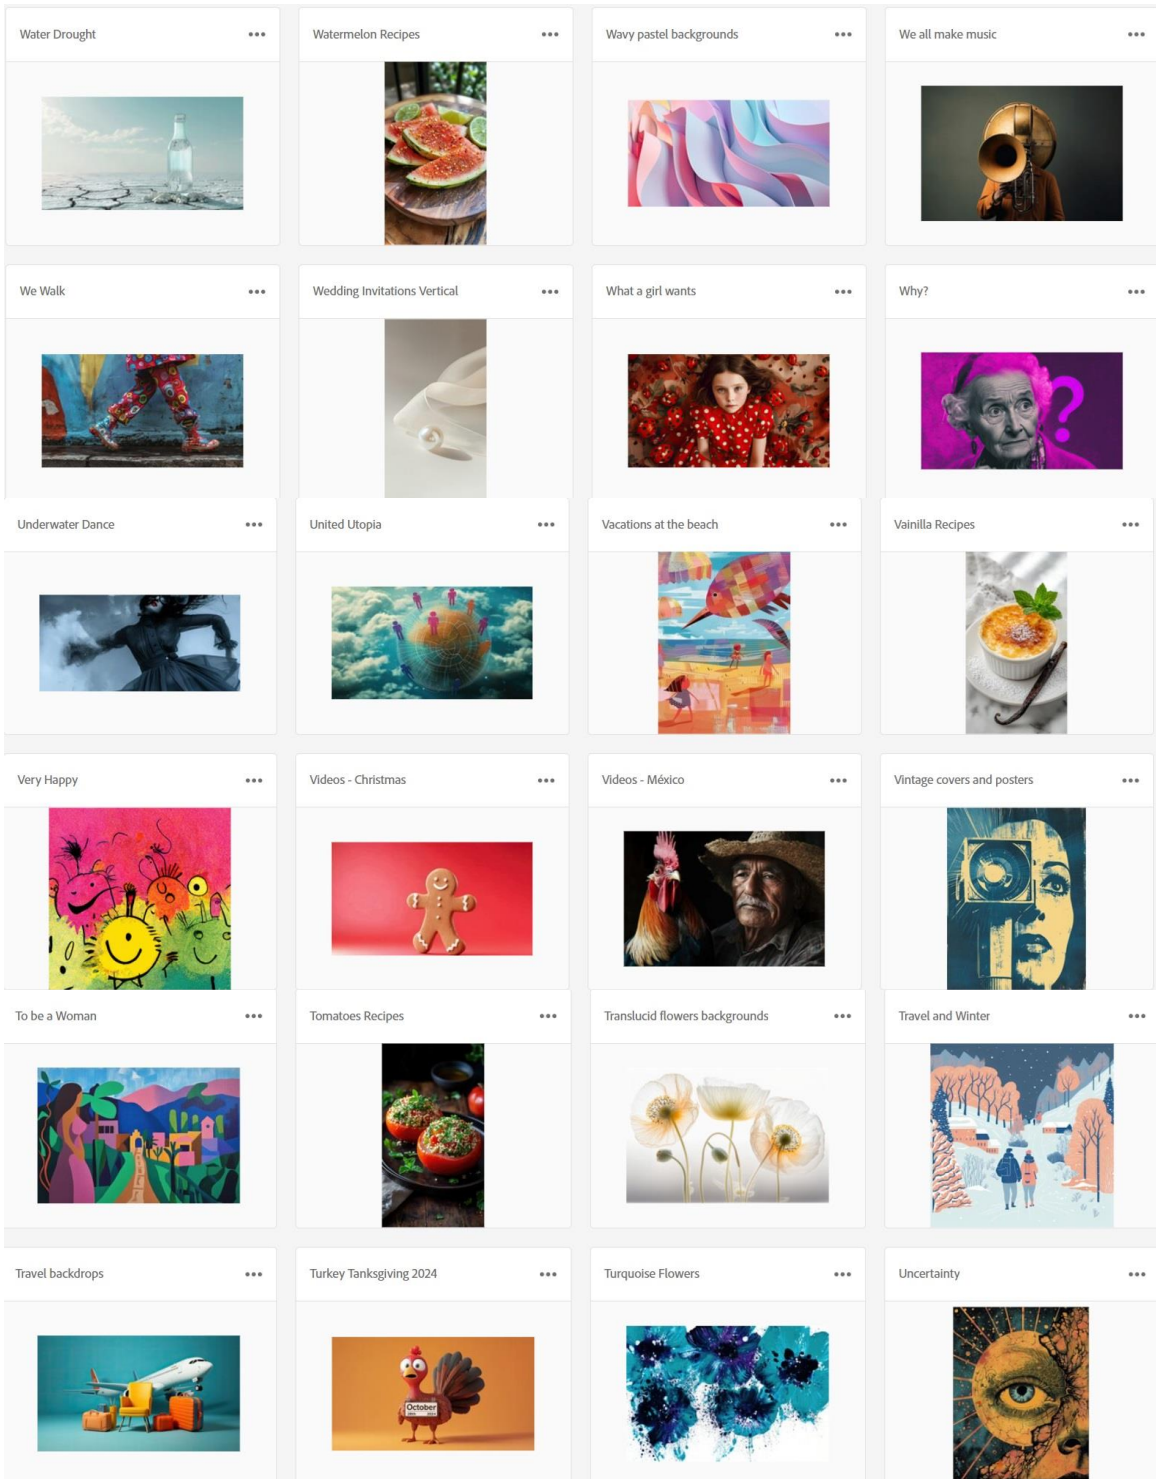 Water Drought
Watermelon Recipes
Wavy pastel backgrounds
We all make music
We Walk
Wedding Invitations Vertical
What a girl wants
Why?
?
Underwater Dance
United Utopia
Vacations at the beach
Vainilla Recipes
Very Happy
Videos - Christmas
Videos - México
Vintage covers and posters
To be a Woman
Tomatoes Recipes
Translucid flowers backgrounds
Travel and Winter
Travel backdrops
Turkey Tanksgiving 2024
Turquoise Flowers
Uncertainty
October